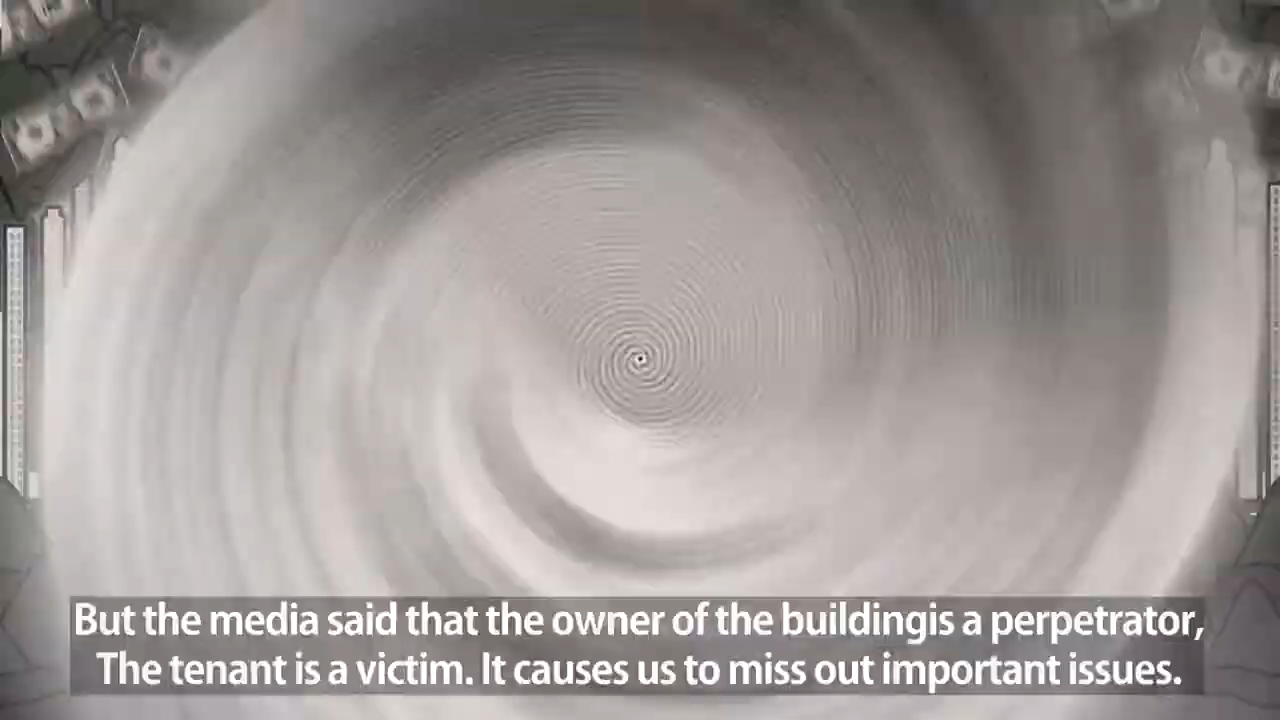 But the media said that the owner of the buildingis a perpetrator,
The tenant is a victim. It causes us to miss out important issues.